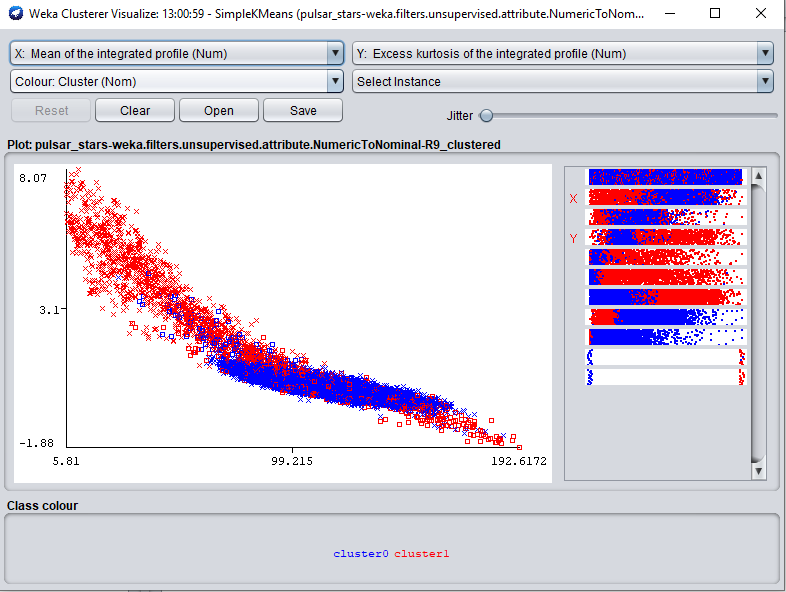 Weka Clusterer Visualize: 13:00:59 - SimpleKMeans (pulsar_stars-weka.filters.unsupervised.attribute.NumericToNom...
X: Mean of the integrated profile (Num)
Y: Excess kurtosis of the integrated profile (Num)
Colour: Cluster (Nom)
Select Instance
Reset
Clear
Open
Save
Jitter
Plot: pulsar_stars-weka.filters.unsupervised.attribute.NumericToNominal-R9_clustered
8.07
3.1
-1.88
5.81
99.215
192.6172
X
Y
Class colour
cluster0 cluster1